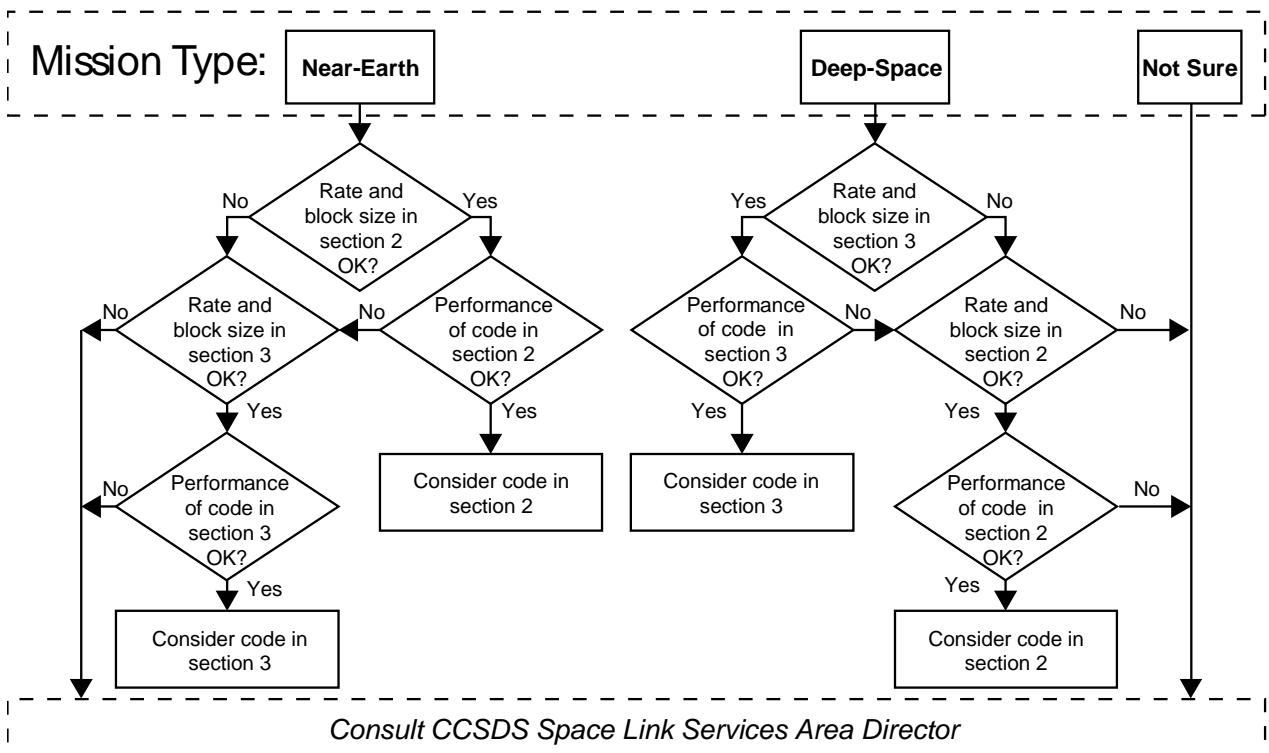 Mission Type:
Near-Earth
Deep-Space
Not Sure
No
Rate and
block size in
section 2
OK?
Yes
Yes
Rate and
block size in
section 3
OK?
No
No
Rate and
block size in
section 3
OK?
No
Performance
of code in
section 2
OK?
Performance
of code in
section 3
OK?
No
Rate and
block size in
section 2
OK?
No
Yes
Yes
Yes
Yes
No
Performance
of code in
section 3
OK?
Consider code in
section 2
Consider code in
section 3
Performance
of code in
section 2
OK?
No
Yes
Yes
Consider code in
section 3
Consider code in
section 2
Consult CCSDS Space Link Services Area Director